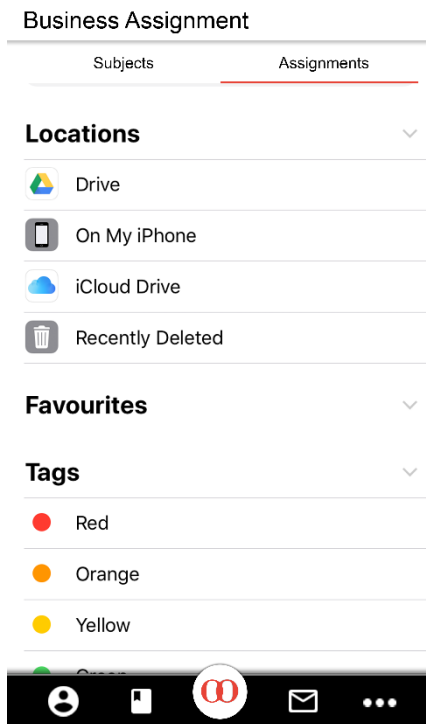 Business Assignment
Subjects
Assignments
Locations
Drive
On My iPhone
iCloud Drive
Recently Deleted
Favourites
Tags
Red
Orange
Yellow